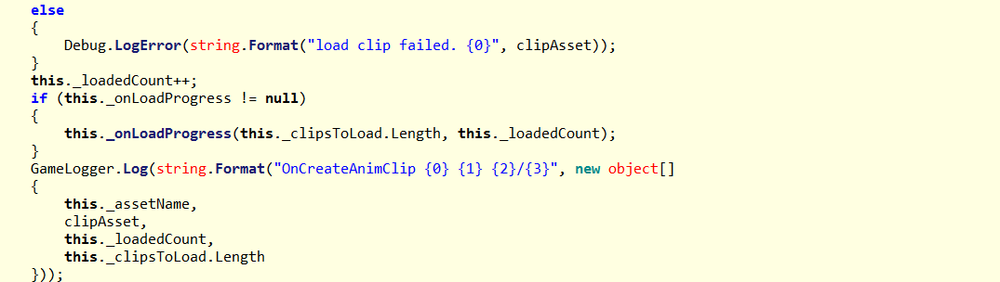 else
{
    Debug.LogError(string.Format("load clip failed. {0}", clipAsset));
}
this._loadedCount++;
if (this._onLoadProgress != null)
{
    this._onLoadProgress(this._clipsToLoad.Length, this._loadedCount);
}
GameLogger.Log(string.Format("OnCreateAnimClip {0} {1} {2}/{3}", new object[]
{
    this._assetName,
    clipAsset,
    this._loadedCount,
    this._clipsToLoad.Length
}));